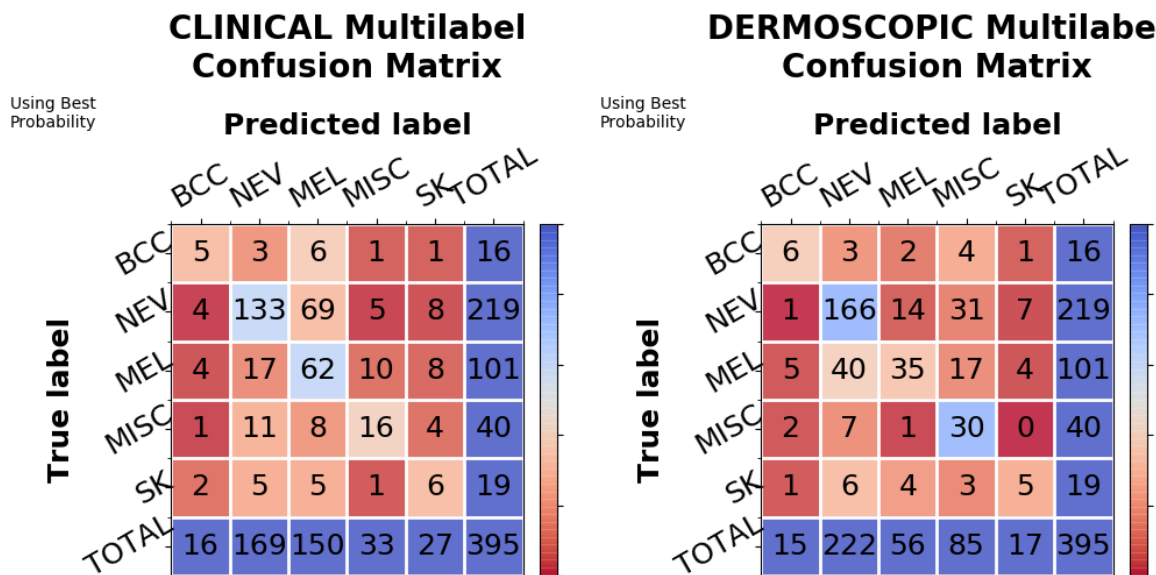 CLINICAL Multilabel
Confusion Matrix
Using Best
Probability
Predicted label
BCC NEV MEL MISC SK TOTAL
True label
BCC 5 3 6 1 1 16
NEV 4 133 69 5 8 219
MEL 4 17 62 10 8 101
MISC 1 11 8 16 4 40
SK 2 5 5 1 6 19
TOTAL 16 169 150 33 27 395
DERMOSCOPIC Multilabe
Confusion Matrix
Using Best
Probability
Predicted label
BCC NEV MEL MISC SK TOTAL
True label
BCC 6 3 2 4 1 16
NEV 1 166 14 31 7 219
MEL 5 40 35 17 4 101
MISC 2 7 1 30 0 40
SK 1 6 4 3 5 19
TOTAL 15 222 56 85 17 395